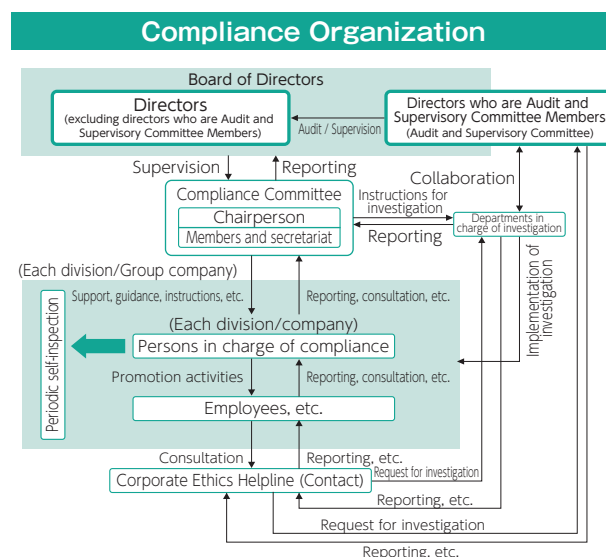 Compliance Organization
Board of Directors
Directors
(excluding directors who are Audit and
Supervisory Committee Members)
Audit / Supervision
Directors who are Audit and
Supervisory Committee Members
(Audit and Supervisory Committee)
Supervision
Reporting
Collaboration
Compliance Committee
Chairperson
Members and secretariat
Instructions for
investigation
Reporting
Departments in
charge of investigation
Implementation of
investigation
(Each division/Group company)
Support, guidance, instructions, etc.
Reporting, consultation, etc.
(Each division/company)
Persons in charge of compliance
Periodic self-inspection
Promotion activities
Reporting, consultation, etc.
Employees, etc.
Consultation
Reporting, etc.
Corporate Ethics Helpline (Contact)
Request for investigation
Reporting, etc.
Request for investigation
Reporting, etc.